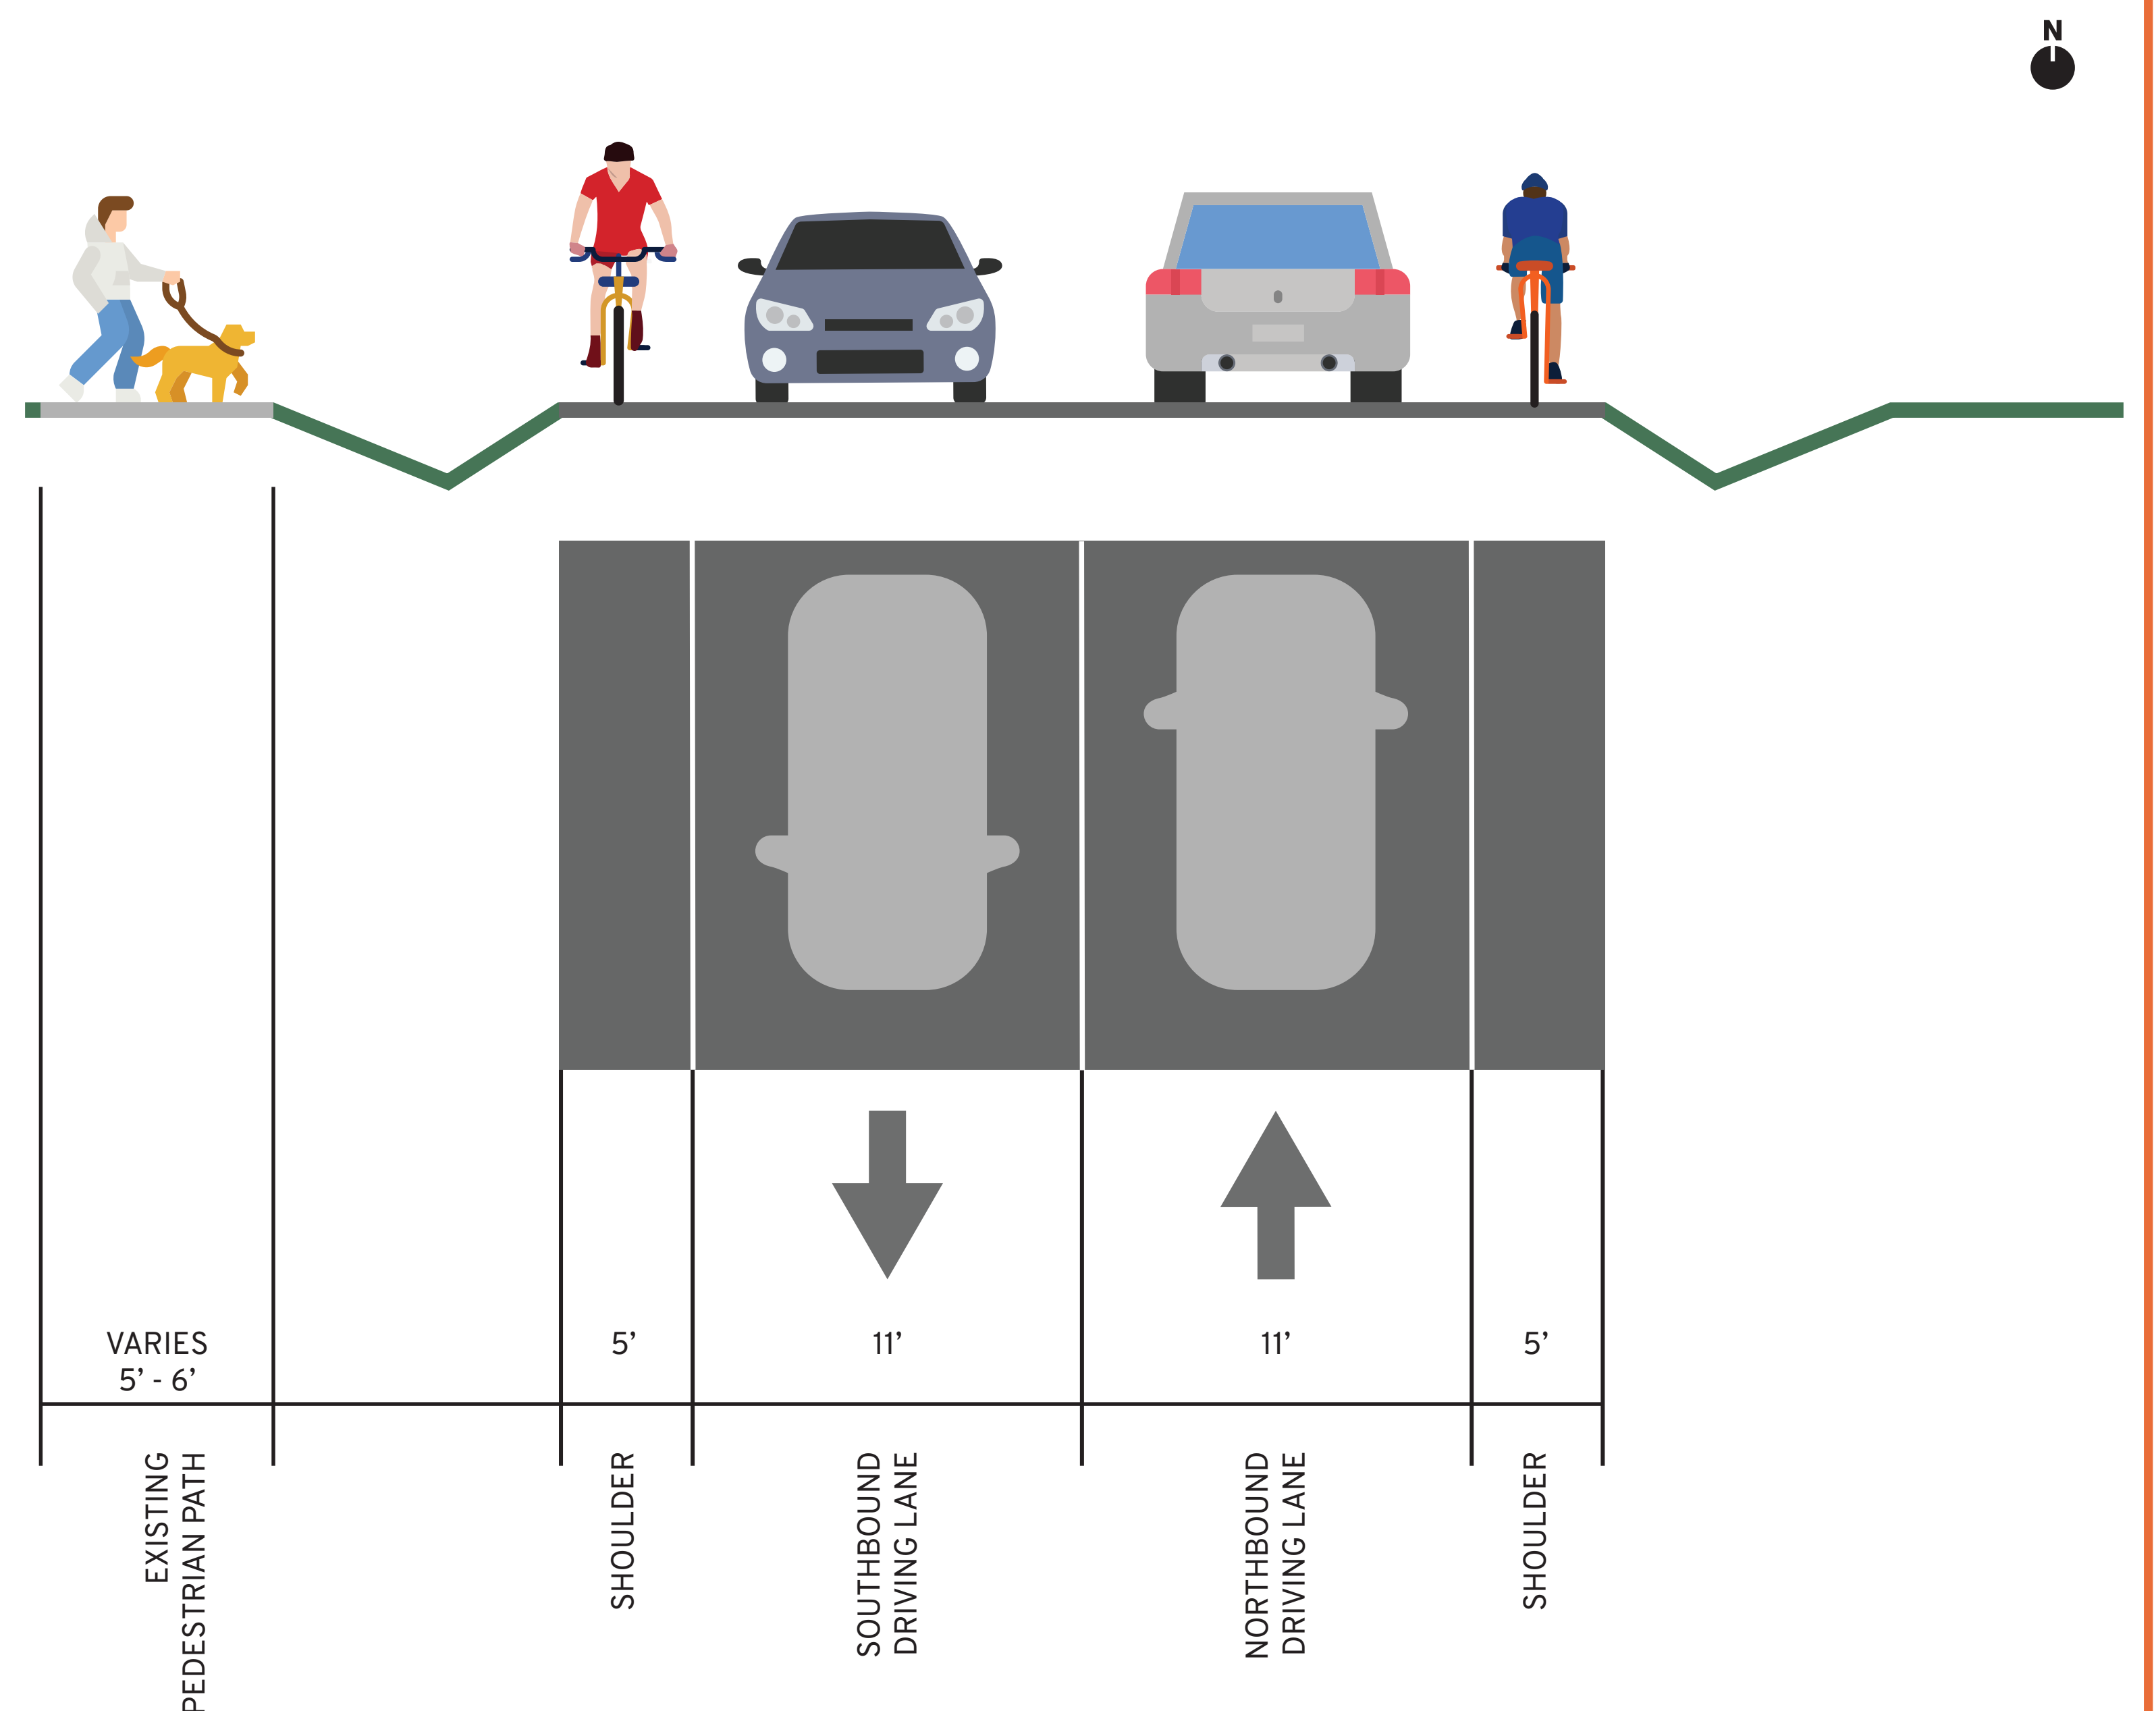 N
VARIES
5’ - 6’
5’
11’
11’
5’
EXISTING
PEDESTRIAN PATH
SHOULDER
SOUTHBOUND
DRIVING LANE
NORTHBOUND
DRIVING LANE
SHOULDER